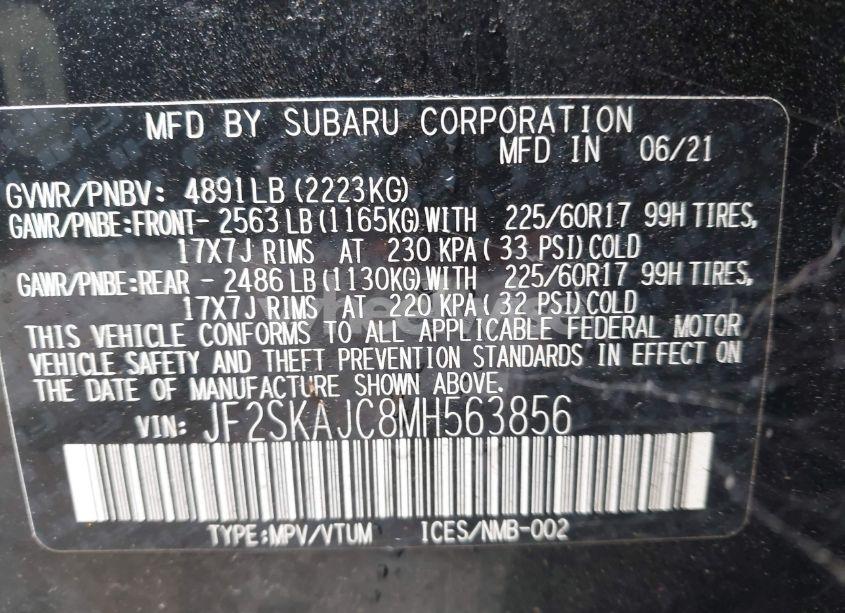 MFD BY SUBARU CORPORATION
MFD IN 06/21
GVWR/PNBV: 4891LB (2223KG)
GAWR/PNBE:FRONT- 2563 LB (1165KG)WITH 225/60R17 99H TIRES,
17X7J RIMS AT 230 KPA( 33 PSI)COLD
GAWR/PNBE:REAR - 2486 LB (1130KG)WITH 225/60R17 99H TIRES,
17X7J RIMS AT 220 KPA( 32 PSI)COLD
THIS VEHICLE CONFORMS TO ALL APPLICABLE FEDERAL MOTOR
VEHICLE SAFETY AND THEFT PREVENTION STANDARDS IN EFFECT ON
THE DATE OF MANUFACTURE SHOWN ABOVE.
VIN: JF2SKAJC8MH563856
TYPE:MPV/VTUM ICES/NMB-002